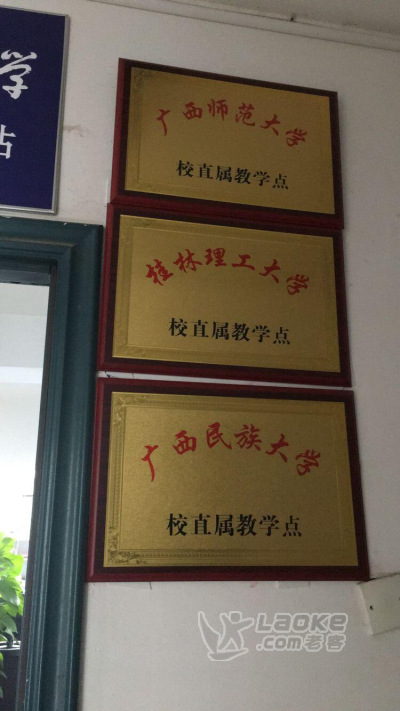 学
站
广西师范大学
校直属教学点
桂林理工大学
校直属教学点
广西民族大学
校直属教学点
LAOKE
.com老客